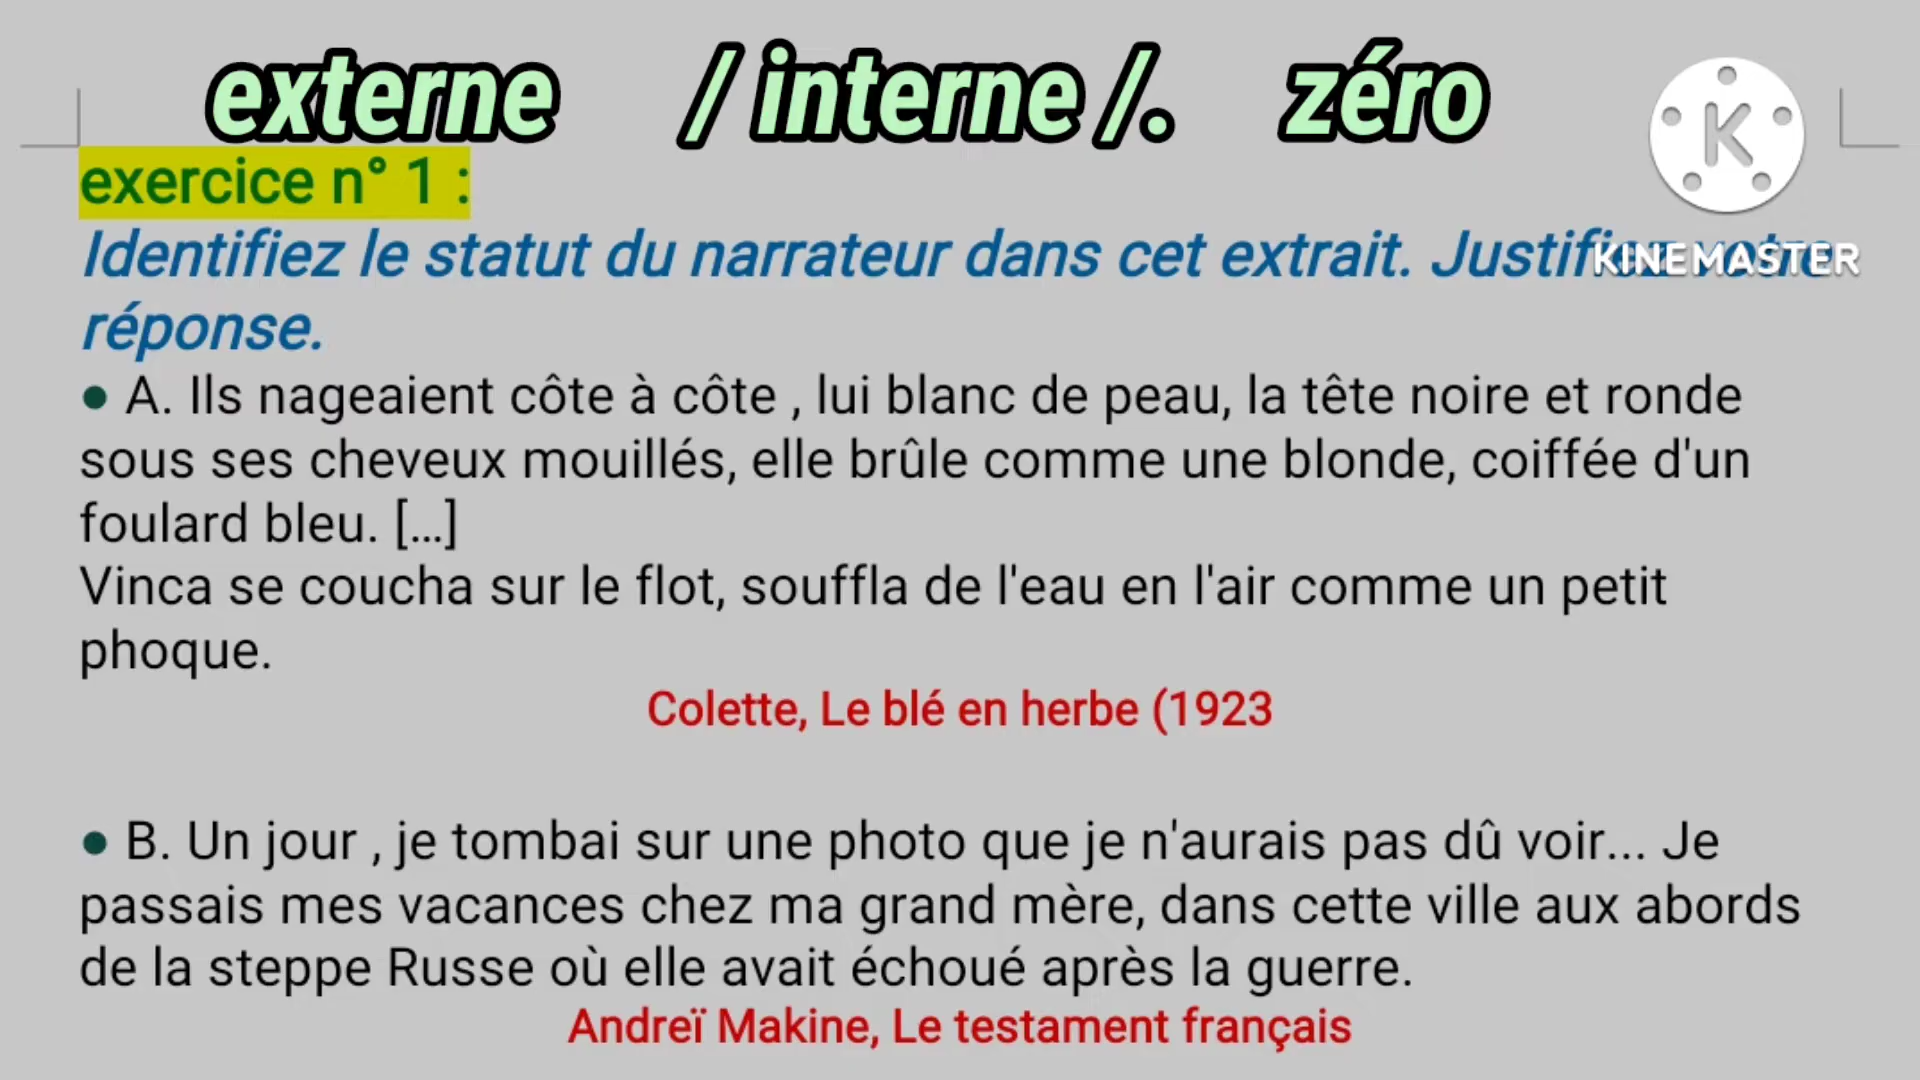 externe / interne /. zéro
exercice n° 1 :
Identifiez le statut du narrateur dans cet extrait. Justifiez votre
réponse.
KINEMASTER
● A. Ils nageaient côte à côte , lui blanc de peau, la tête noire et ronde
sous ses cheveux mouillés, elle brûle comme une blonde, coiffée d'un
foulard bleu. [...]
Vinca se coucha sur le flot, souffla de l'eau en l'air comme un petit
phoque.
Colette, Le blé en herbe (1923
● B. Un jour , je tombai sur une photo que je n'aurais pas dû voir... Je
passais mes vacances chez ma grand mère, dans cette ville aux abords
de la steppe Russe où elle avait échoué après la guerre.
Andreï Makine, Le testament français